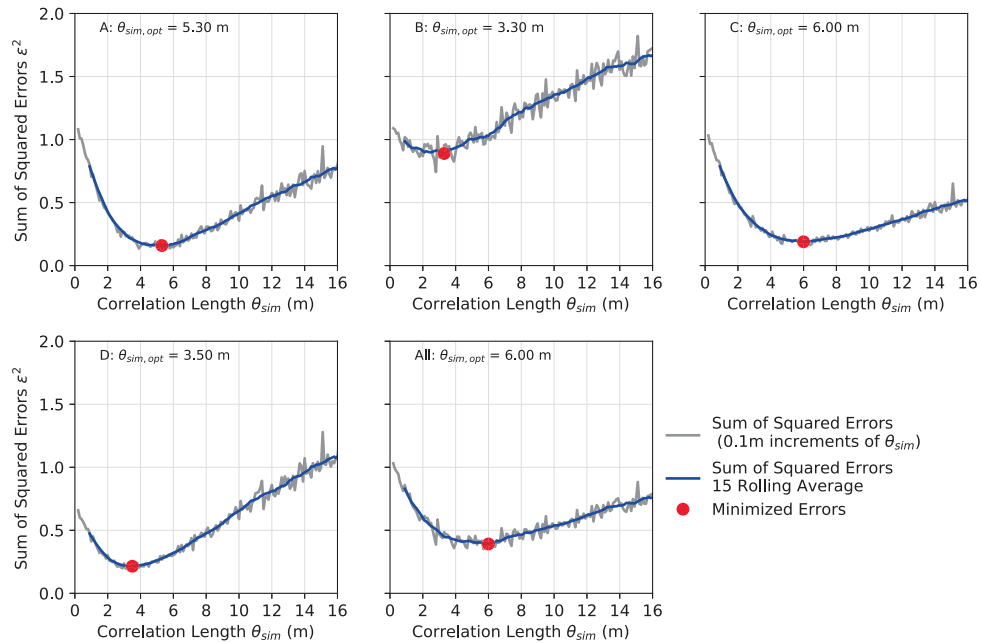 Sum of Squared Errors ε²
2.0
1.5
1.0
0.5
0.0
A: θsim,opt = 5.30 m
0 2 4 6 8 10 12 14 16
Correlation Length θsim (m)
B: θsim,opt = 3.30 m
0 2 4 6 8 10 12 14 16
Correlation Length θsim (m)
C: θsim,opt = 6.00 m
0 2 4 6 8 10 12 14 16
Correlation Length θsim (m)
Sum of Squared Errors ε²
2.0
1.5
1.0
0.5
0.0
D: θsim,opt = 3.50 m
0 2 4 6 8 10 12 14 16
Correlation Length θsim (m)
All: θsim,opt = 6.00 m
0 2 4 6 8 10 12 14 16
Correlation Length θsim (m)
Sum of Squared Errors
(0.1m increments of θsim)
Sum of Squared Errors
15 Rolling Average
Minimized Errors